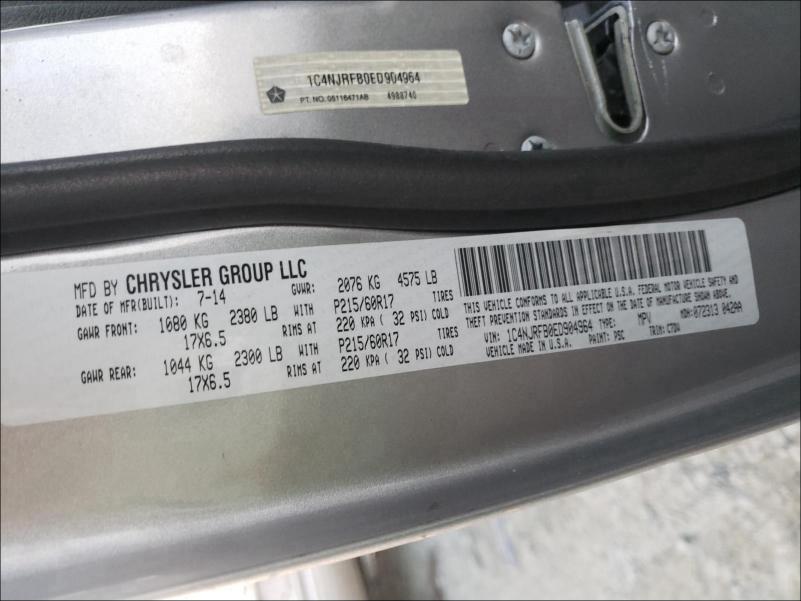 1C4NJRFB0ED904964
PT. NO. 05116471AB 4988740
MFD BY CHRYSLER GROUP LLC
DATE OF MFR(BUILT): 7-14 GVWR: 2076 KG 4575 LB
GAWR FRONT: 1080 KG 2380 LB WITH P215/60R17 TIRES
17X6.5 RIMS AT 220 KPA ( 32 PSI) COLD
GAWR REAR: 1044 KG 2300 LB WITH P215/60R17 TIRES
17X6.5 RIMS AT 220 KPA ( 32 PSI) COLD
THIS VEHICLE CONFORMS TO ALL APPLICABLE U.S.A. FEDERAL MOTOR VEHICLE SAFETY AND
THEFT PREVENTION STANDARDS IN EFFECT ON THE DATE OF MANUFACTURE SHOWN ABOVE.
VIN: 1C4NJRFB0ED904964 TYPE: MPV MDH: 072313 042AA
VEHICLE MADE IN U.S.A. PAINT: PSC TRIM: CTDV